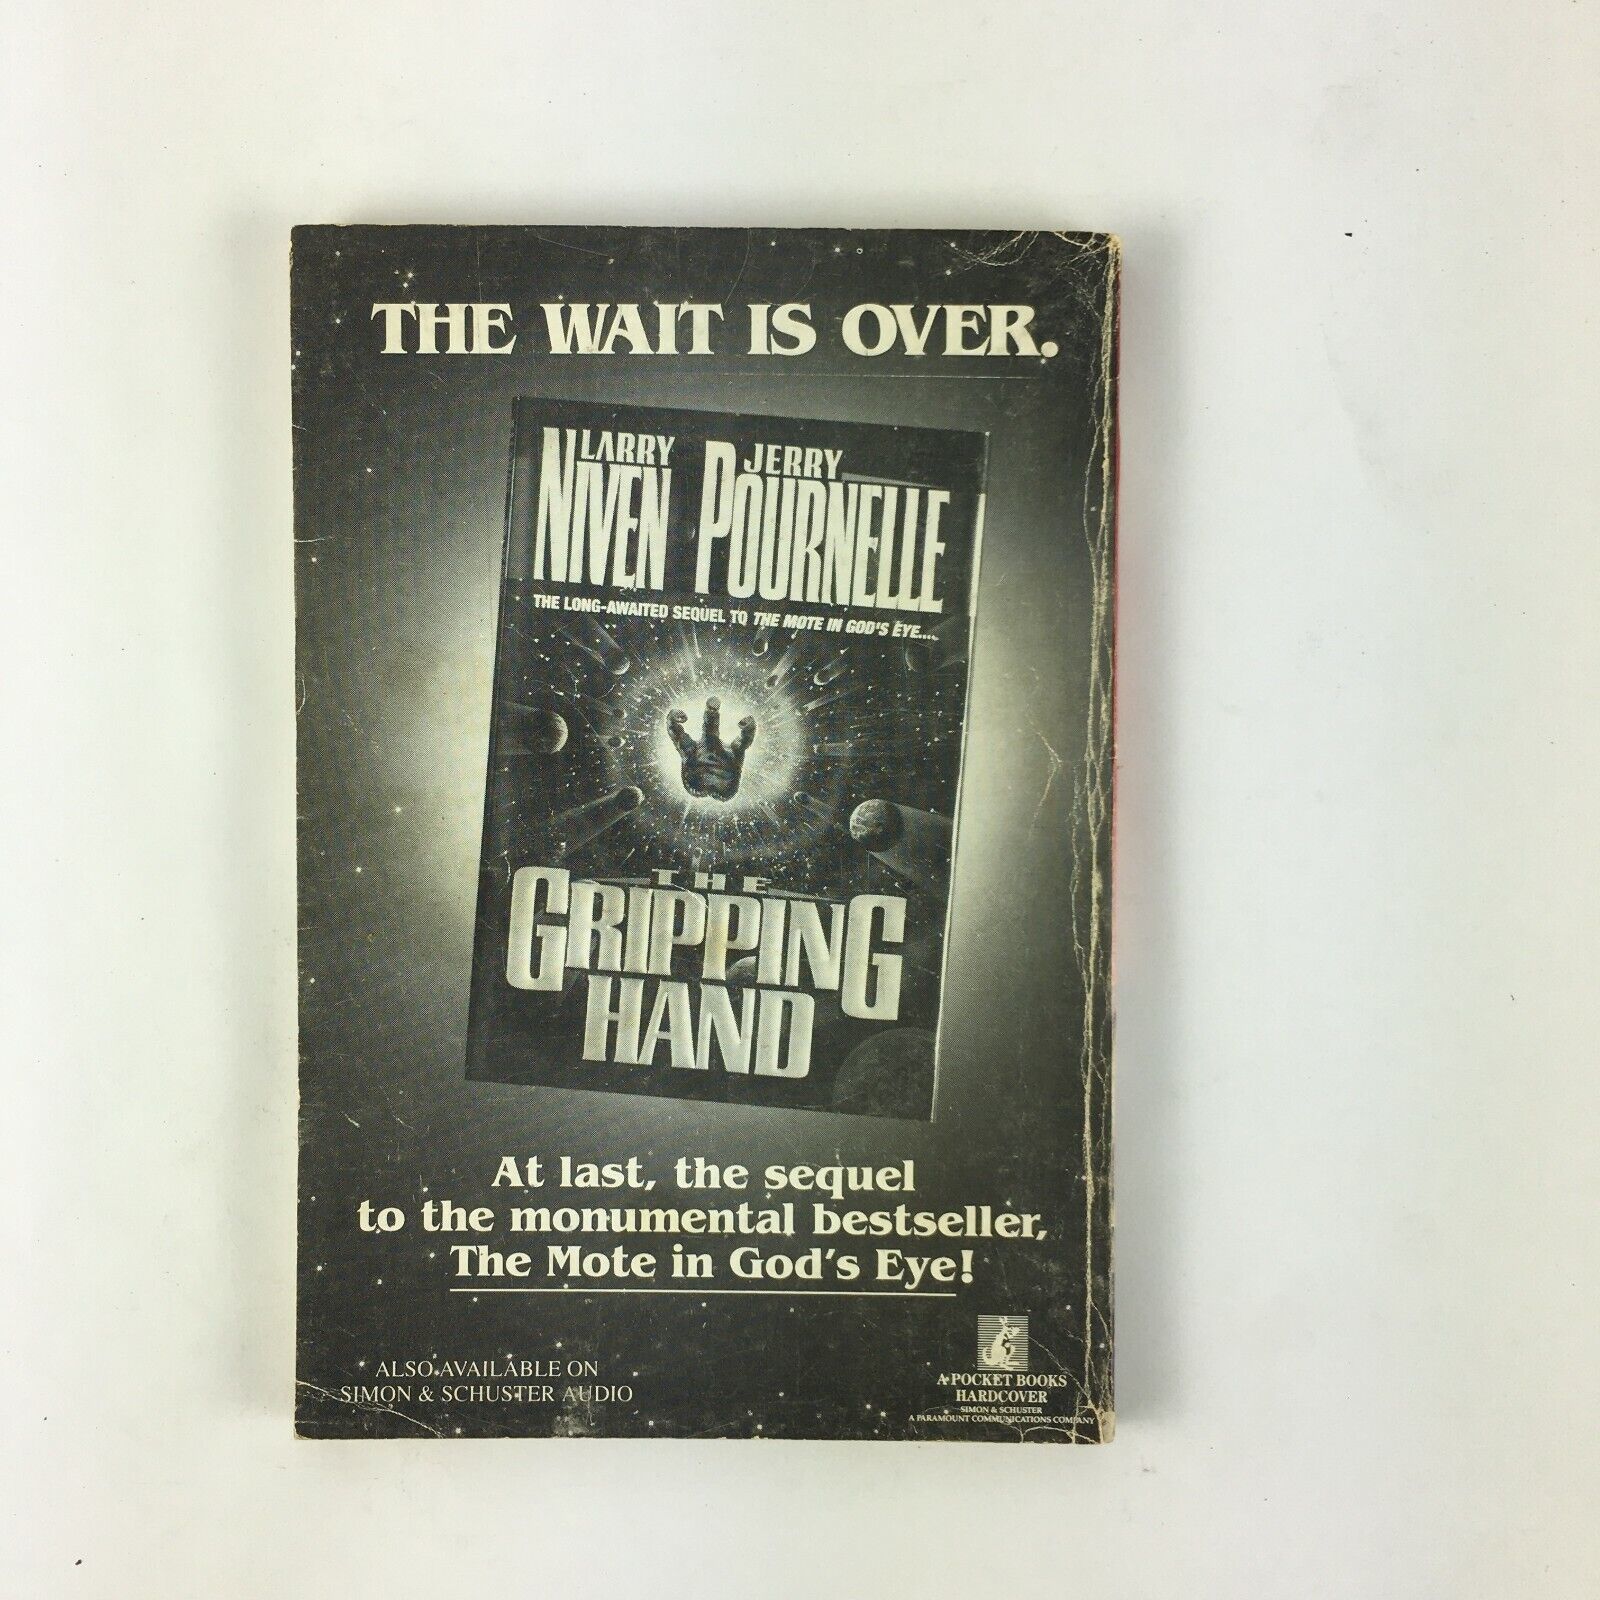 THE WAIT IS OVER.
LARRY JERRY
NIVEN POURNELLE
THE LONG-AWAITED SEQUEL TO THE MOTE IN GOD'S EYE....
THE
GRIPPING
HAND
At last, the sequel
to the monumental bestseller,
The Mote in God's Eye!
ALSO AVAILABLE ON
SIMON & SCHUSTER AUDIO
A POCKET BOOKS
HARDCOVER
SIMON & SCHUSTER
A PARAMOUNT COMMUNICATIONS COMPANY